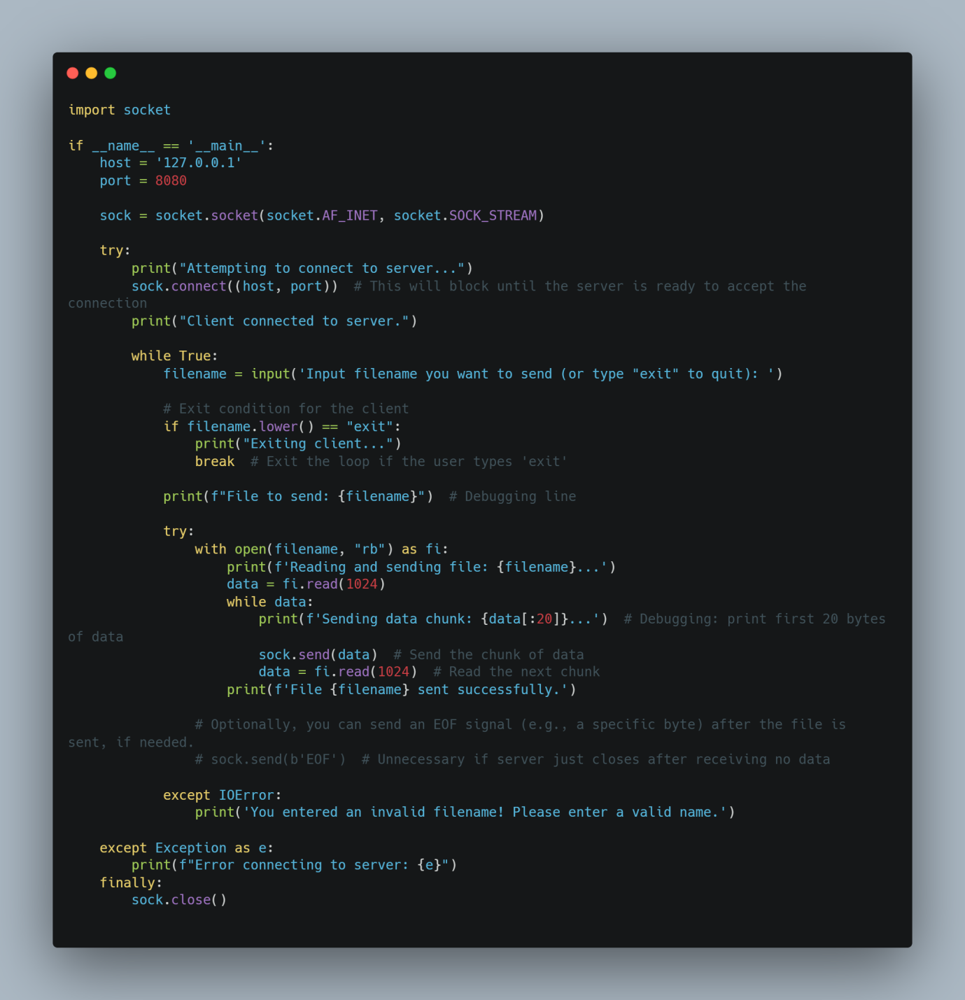 import socket

if __name__ == '__main__':
    host = '127.0.0.1'
    port = 8080

    sock = socket.socket(socket.AF_INET, socket.SOCK_STREAM)

    try:
        print("Attempting to connect to server...")
        sock.connect((host, port))  # This will block until the server is ready to accept the
connection
        print("Client connected to server.")

        while True:
            filename = input('Input filename you want to send (or type "exit" to quit): ')

            # Exit condition for the client
            if filename.lower() == "exit":
                print("Exiting client...")
                break  # Exit the loop if the user types 'exit'

            print(f"File to send: {filename}")  # Debugging line

            try:
                with open(filename, "rb") as fi:
                    print(f'Reading and sending file: {filename}...')
                    data = fi.read(1024)
                    while data:
                        print(f'Sending data chunk: {data[:20]}...')  # Debugging: print first 20 bytes
of data
                        sock.send(data)  # Send the chunk of data
                        data = fi.read(1024)  # Read the next chunk
                    print(f'File {filename} sent successfully.')

                # Optionally, you can send an EOF signal (e.g., a specific byte) after the file is
sent, if needed.
                # sock.send(b'EOF')  # Unnecessary if server just closes after receiving no data

            except IOError:
                print('You entered an invalid filename! Please enter a valid name.')

    except Exception as e:
        print(f"Error connecting to server: {e}")
    finally:
        sock.close()